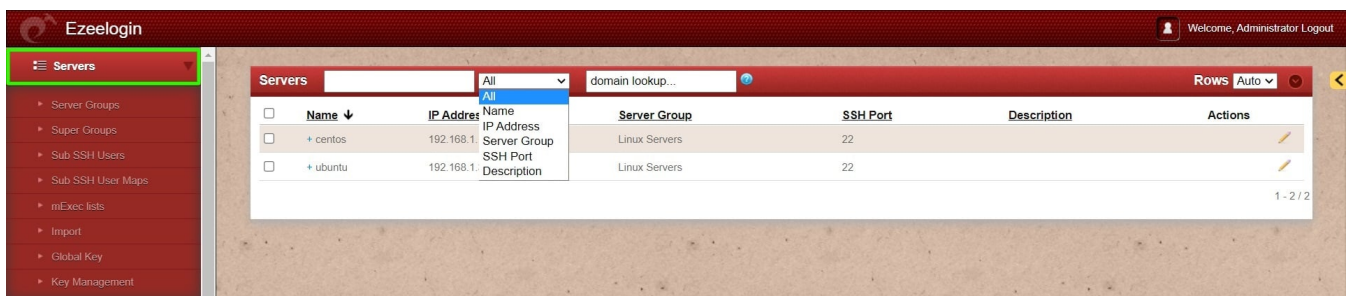 Ezeelogin
Welcome, Administrator Logout
Servers
Server Groups
Super Groups
Sub SSH Users
Sub SSH User Maps
mExec lists
Import
Global Key
Key Management
Servers All domain lookup... Rows Auto
All
Name
IP Address
Server Group
SSH Port
Description
Name IP Addres Server Group SSH Port Description Actions
+ centos 192.168.1. Linux Servers 22
+ ubuntu 192.168.1. Linux Servers 22
1 - 2 / 2